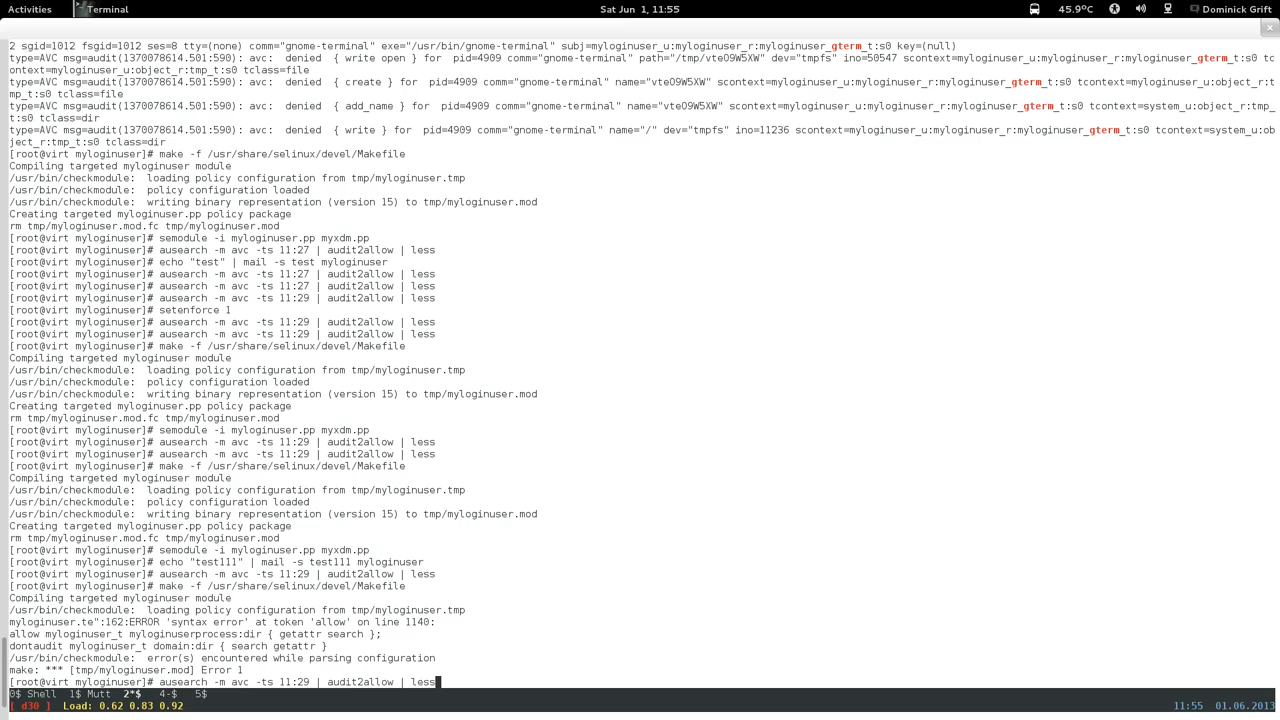 Activities
Terminal
Sat Jun 1, 11:55
45.9°C
Dominick Grift
2 sgid=1012 fsgid=1012 ses=8 tty=(none) comm="gnome-terminal" exe="/usr/bin/gnome-terminal" subj=myloginuser_u:myloginuser_r:myloginuser_gterm_t:s0 key=(null)
type=AVC msg=audit(1370078614.501:590): avc:  denied  { write open } for  pid=4909 comm="gnome-terminal" path="/tmp/vteO9W5XW" dev="tmpfs" ino=50547 scontext=myloginuser_u:myloginuser_r:myloginuser_gterm_t:s0 tc
ontext=myloginuser_u:object_r:tmp_t:s0 tclass=file
type=AVC msg=audit(1370078614.501:590): avc:  denied  { create } for  pid=4909 comm="gnome-terminal" name="vteO9W5XW" scontext=myloginuser_u:myloginuser_r:myloginuser_gterm_t:s0 tcontext=myloginuser_u:object_r:t
mp_t:s0 tclass=file
type=AVC msg=audit(1370078614.501:590): avc:  denied  { add_name } for  pid=4909 comm="gnome-terminal" name="vteO9W5XW" scontext=myloginuser_u:myloginuser_r:myloginuser_gterm_t:s0 tcontext=system_u:object_r:tmp_
t:s0 tclass=dir
type=AVC msg=audit(1370078614.501:590): avc:  denied  { write } for  pid=4909 comm="gnome-terminal" name="/" dev="tmpfs" ino=11236 scontext=myloginuser_u:myloginuser_r:myloginuser_gterm_t:s0 tcontext=system_u:ob
ject_r:tmp_t:s0 tclass=dir
[root@virt myloginuser]# make -f /usr/share/selinux/devel/Makefile
Compiling targeted myloginuser module
/usr/bin/checkmodule:  loading policy configuration from tmp/myloginuser.tmp
/usr/bin/checkmodule:  policy configuration loaded
/usr/bin/checkmodule:  writing binary representation (version 15) to tmp/myloginuser.mod
Creating targeted myloginuser.pp policy package
rm tmp/myloginuser.mod.fc tmp/myloginuser.mod
[root@virt myloginuser]# semodule -i myloginuser.pp myxdm.pp
[root@virt myloginuser]# ausearch -m avc -ts 11:27 | audit2allow | less
[root@virt myloginuser]# echo "test" | mail -s test myloginuser
[root@virt myloginuser]# ausearch -m avc -ts 11:27 | audit2allow | less
[root@virt myloginuser]# ausearch -m avc -ts 11:27 | audit2allow | less
[root@virt myloginuser]# ausearch -m avc -ts 11:29 | audit2allow | less
[root@virt myloginuser]# setenforce 1
[root@virt myloginuser]# ausearch -m avc -ts 11:29 | audit2allow | less
[root@virt myloginuser]# ausearch -m avc -ts 11:29 | audit2allow | less
[root@virt myloginuser]# make -f /usr/share/selinux/devel/Makefile
Compiling targeted myloginuser module
/usr/bin/checkmodule:  loading policy configuration from tmp/myloginuser.tmp
/usr/bin/checkmodule:  policy configuration loaded
/usr/bin/checkmodule:  writing binary representation (version 15) to tmp/myloginuser.mod
Creating targeted myloginuser.pp policy package
rm tmp/myloginuser.mod.fc tmp/myloginuser.mod
[root@virt myloginuser]# semodule -i myloginuser.pp myxdm.pp
[root@virt myloginuser]# ausearch -m avc -ts 11:29 | audit2allow | less
[root@virt myloginuser]# ausearch -m avc -ts 11:29 | audit2allow | less
[root@virt myloginuser]# make -f /usr/share/selinux/devel/Makefile
Compiling targeted myloginuser module
/usr/bin/checkmodule:  loading policy configuration from tmp/myloginuser.tmp
/usr/bin/checkmodule:  policy configuration loaded
/usr/bin/checkmodule:  writing binary representation (version 15) to tmp/myloginuser.mod
Creating targeted myloginuser.pp policy package
rm tmp/myloginuser.mod.fc tmp/myloginuser.mod
[root@virt myloginuser]# semodule -i myloginuser.pp myxdm.pp
[root@virt myloginuser]# echo "test111" | mail -s test111 myloginuser
[root@virt myloginuser]# ausearch -m avc -ts 11:29 | audit2allow | less
[root@virt myloginuser]# make -f /usr/share/selinux/devel/Makefile
Compiling targeted myloginuser module
/usr/bin/checkmodule:  loading policy configuration from tmp/myloginuser.tmp
myloginuser.te":162:ERROR 'syntax error' at token 'allow' on line 1140:
allow myloginuser_t myloginuserprocess:dir { getattr search };
dontaudit myloginuser_t domain:dir { search getattr }
/usr/bin/checkmodule:  error(s) encountered while parsing configuration
make: *** [tmp/myloginuser.mod] Error 1
[root@virt myloginuser]# ausearch -m avc -ts 11:29 | audit2allow | less
0$ Shell  1$ Mutt  2*$  4-$  5$
[ d30 ]  Load: 0.62 0.83 0.92
11:55  01.06.2013